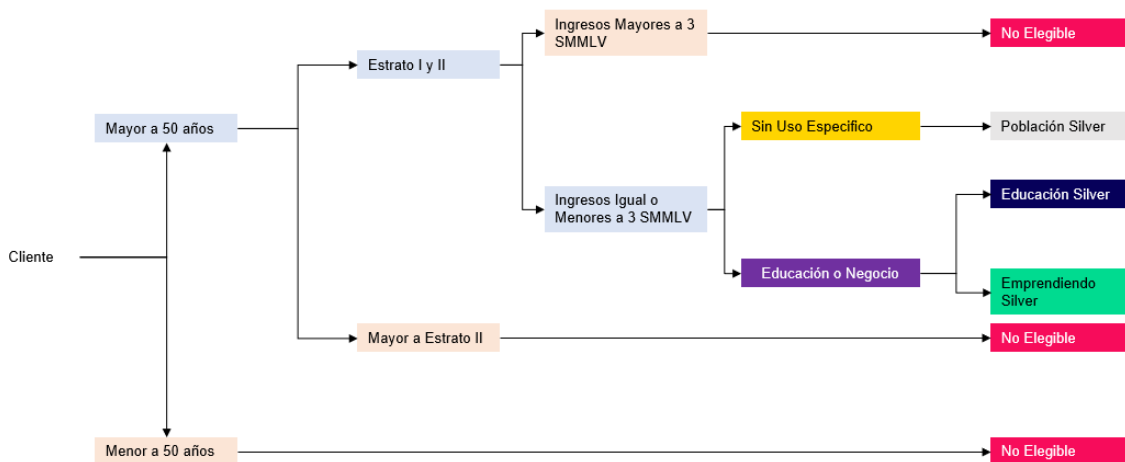 Ingresos Mayores a 3
SMMLV
No Elegible
Estrato I y II
Mayor a 50 años
Sin Uso Especifico
Población Silver
Ingresos Igual o
Menores a 3 SMMLV
Educación Silver
Cliente
Educación o Negocio
Emprendiendo
Silver
Mayor a Estrato II
No Elegible
Menor a 50 años
No Elegible